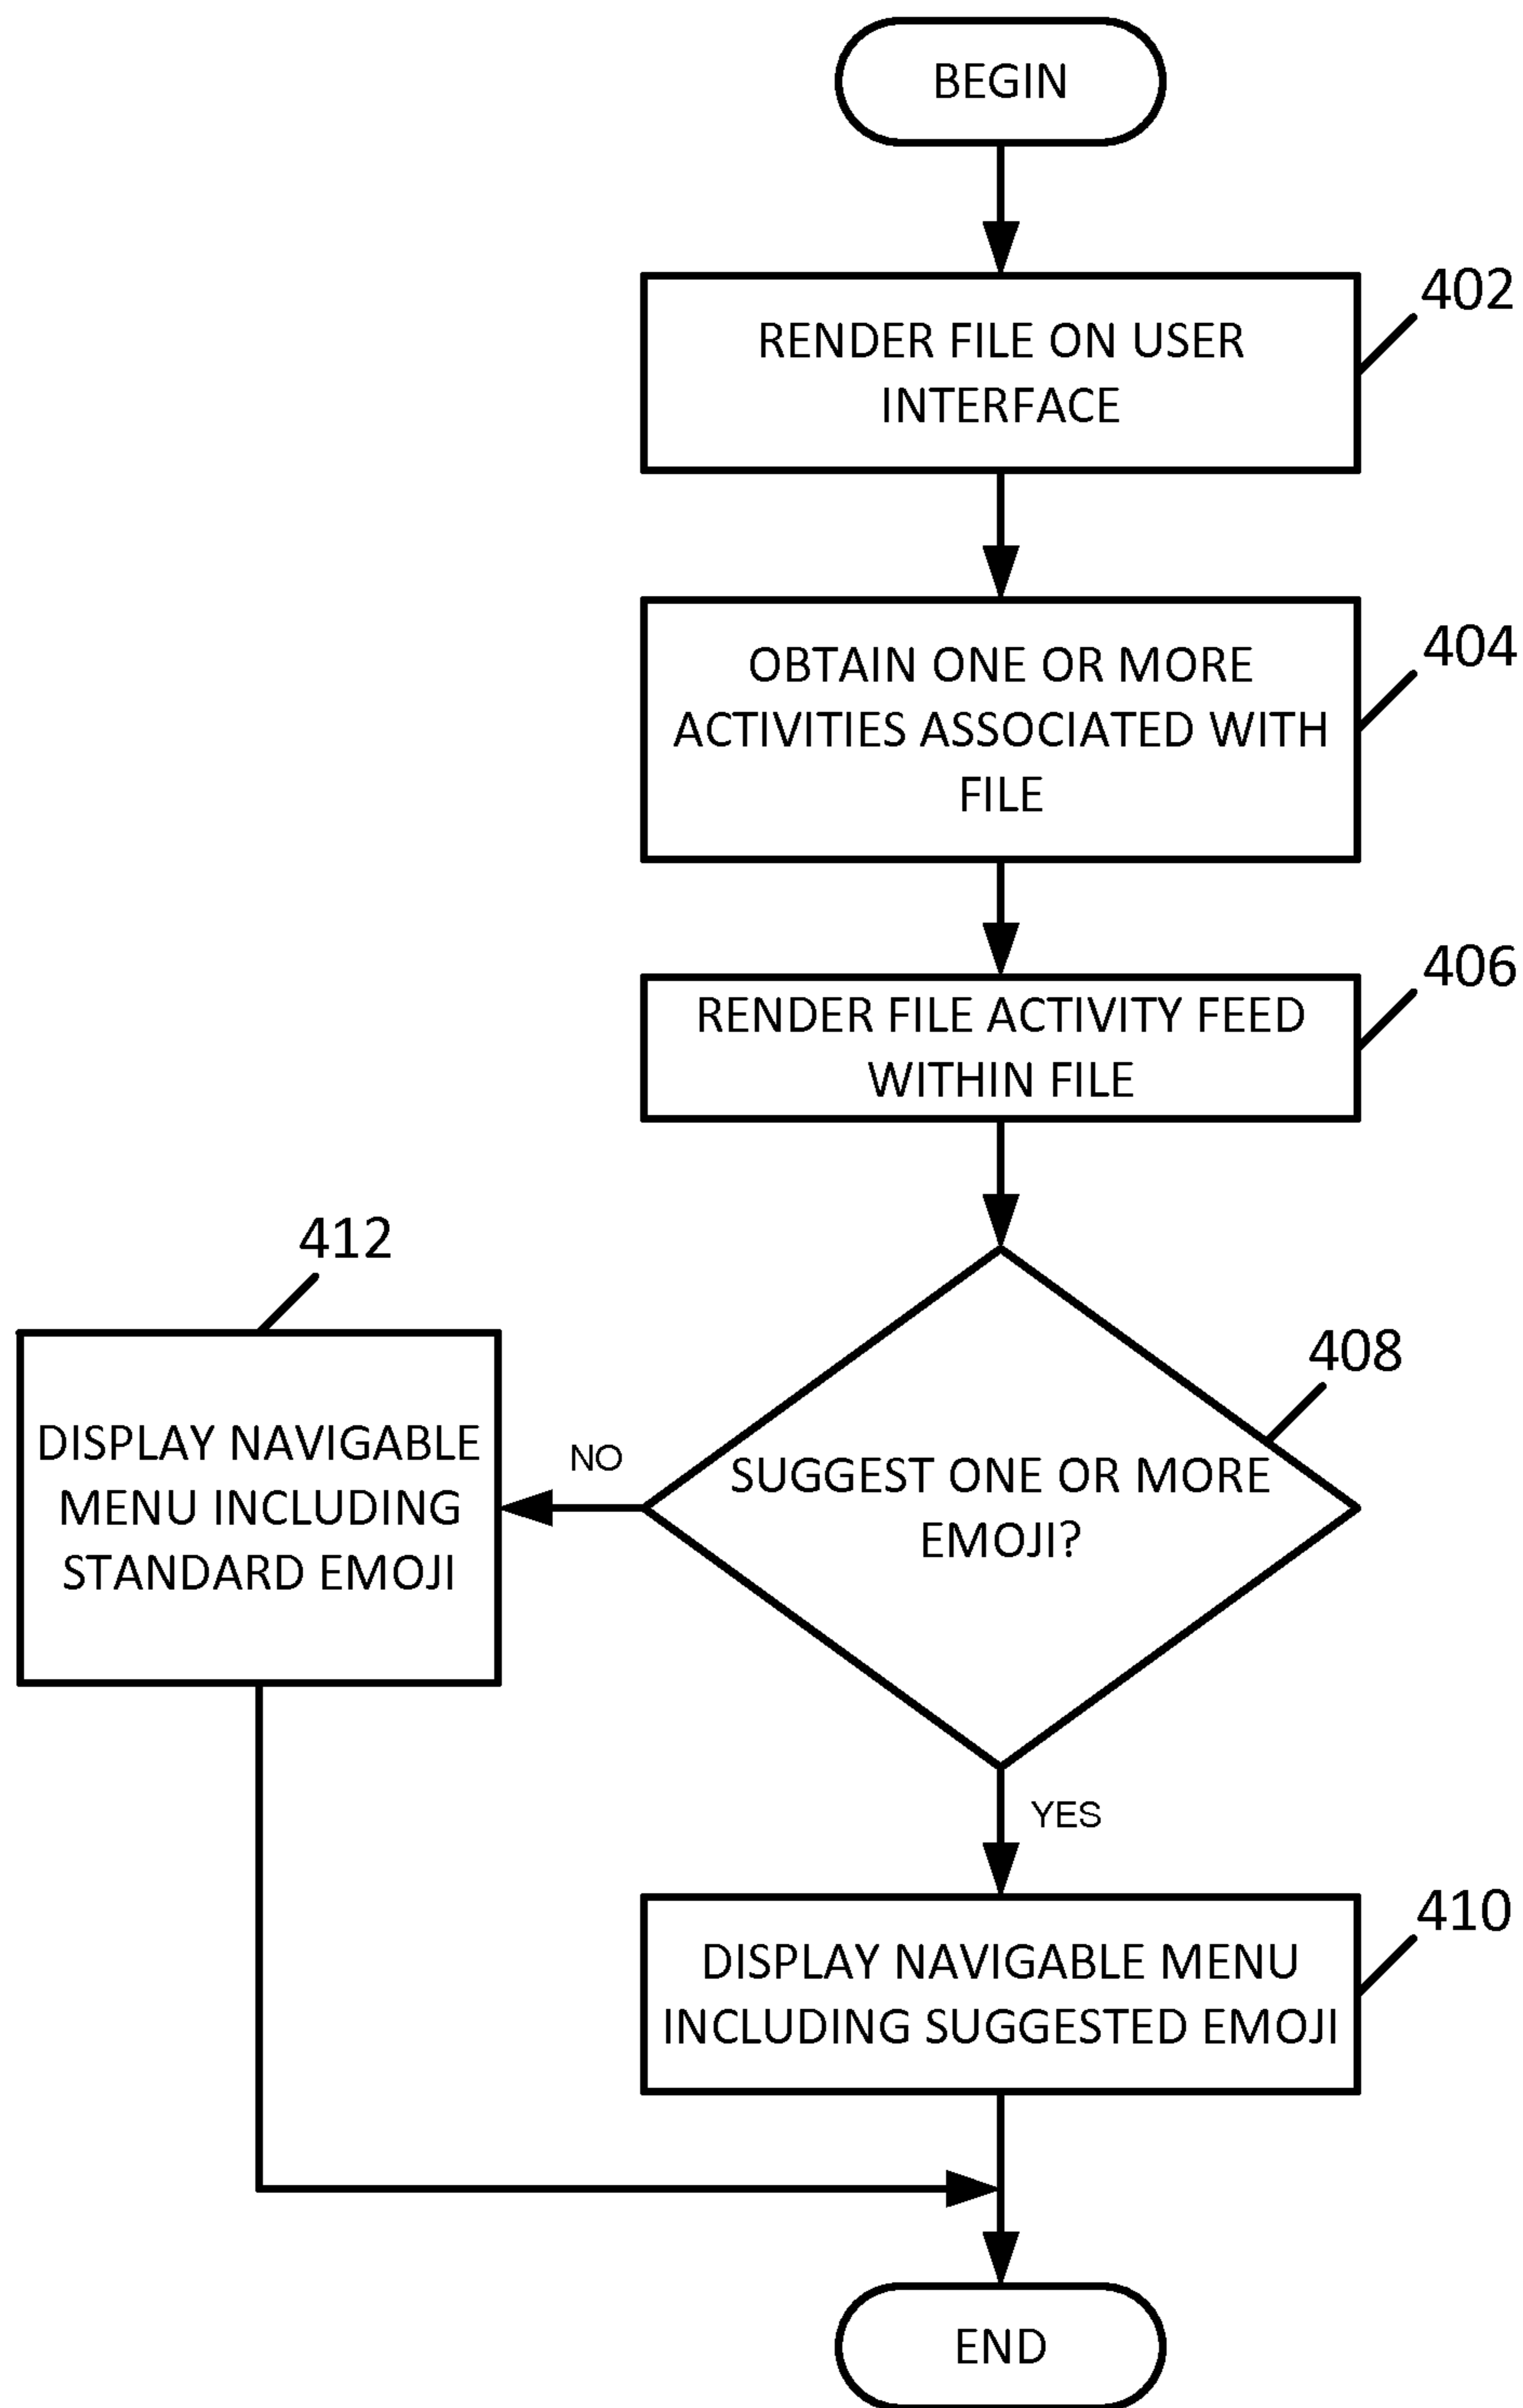 BEGIN
402
RENDER FILE ON USER
INTERFACE
404
OBTAIN ONE OR MORE
ACTIVITIES ASSOCIATED WITH
FILE
406
RENDER FILE ACTIVITY FEED
WITHIN FILE
412
408
DISPLAY NAVIGABLE
MENU INCLUDING
STANDARD EMOJI
NO
SUGGEST ONE OR MORE
EMOJI?
YES
410
DISPLAY NAVIGABLE MENU
INCLUDING SUGGESTED EMOJI
END